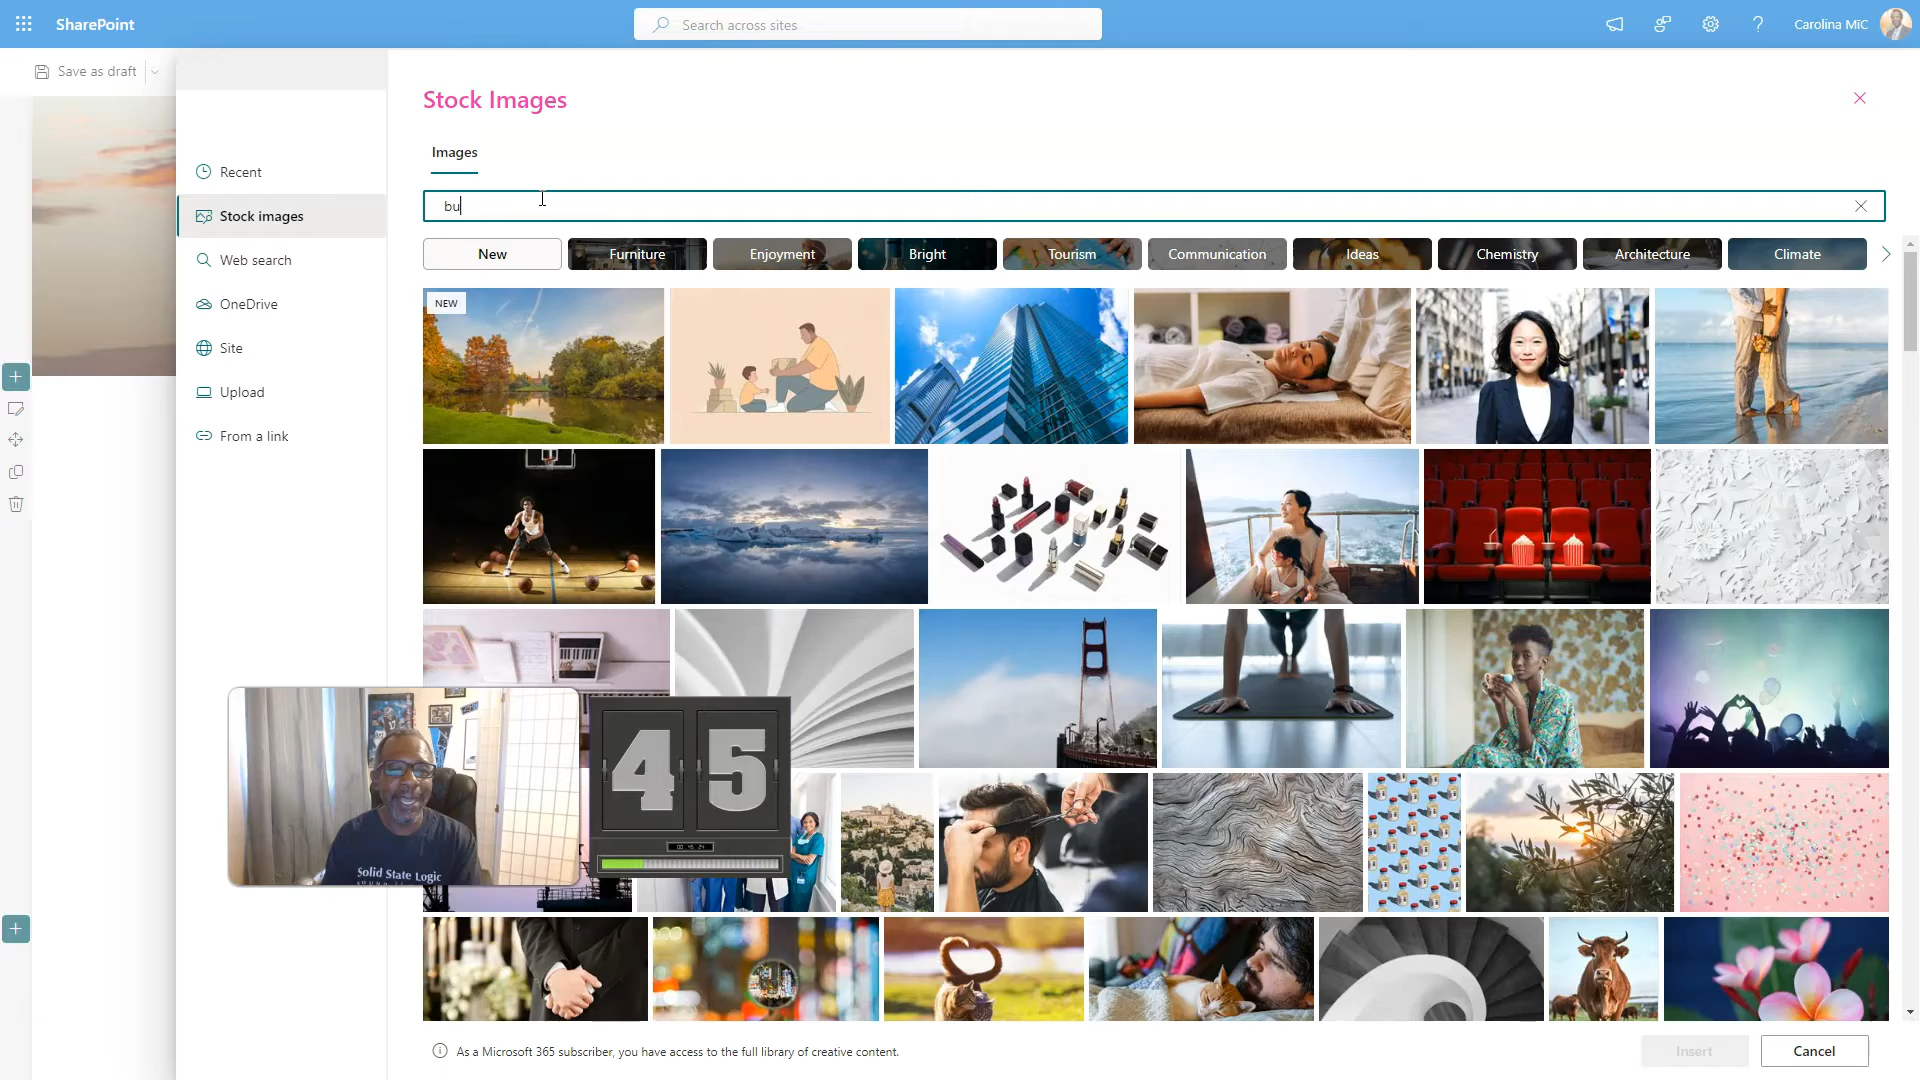 SharePoint
Search across sites
Carolina MiC
Save as draft
Stock Images
Images
bu
Recent
Stock images
Web search
OneDrive
Site
Upload
From a link
New
Furniture
Enjoyment
Bright
Tourism
Communication
Ideas
Chemistry
Architecture
Climate
NEW
45
Solid State Logic
As a Microsoft 365 subscriber, you have access to the full library of creative content.
Insert
Cancel